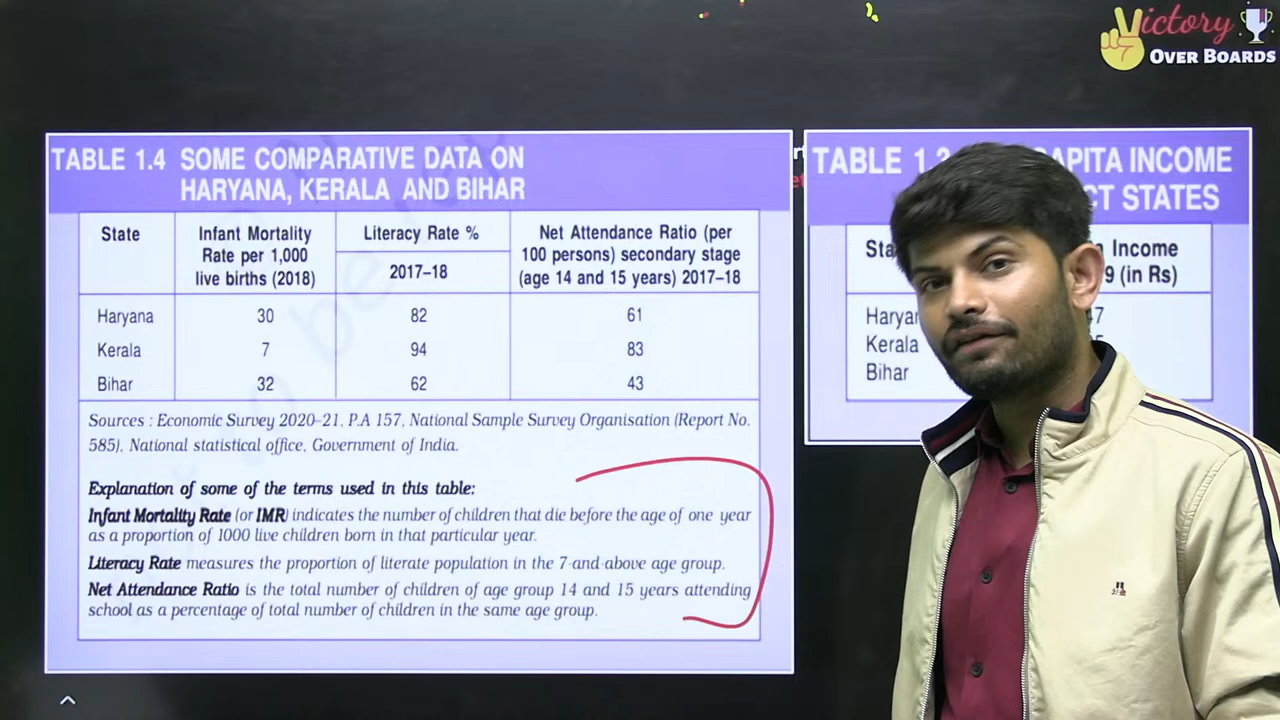 Victory
OVER BOARDS
TABLE 1.4 SOME COMPARATIVE DATA ON
HARYANA, KERALA AND BIHAR
State
Infant Mortality
Rate per 1,000
live births (2018)
Literacy Rate %
2017–18
Net Attendance Ratio (per
100 persons) secondary stage
(age 14 and 15 years) 2017–18
Haryana 30 82 61
Kerala 7 94 83
Bihar 32 62 43
Sources : Economic Survey 2020–21, P.A 157, National Sample Survey Organisation (Report No.
585), National statistical office, Government of India.
Explanation of some of the terms used in this table:
Infant Mortality Rate (or IMR) indicates the number of children that die before the age of one year
as a proportion of 1000 live children born in that particular year.
Literacy Rate measures the proportion of literate population in the 7-and-above age group.
Net Attendance Ratio is the total number of children of age group 14 and 15 years attending
school as a percentage of total number of children in the same age group.
TABLE INCOME
STATES
Income
(in Rs)
Kerala
Bihar